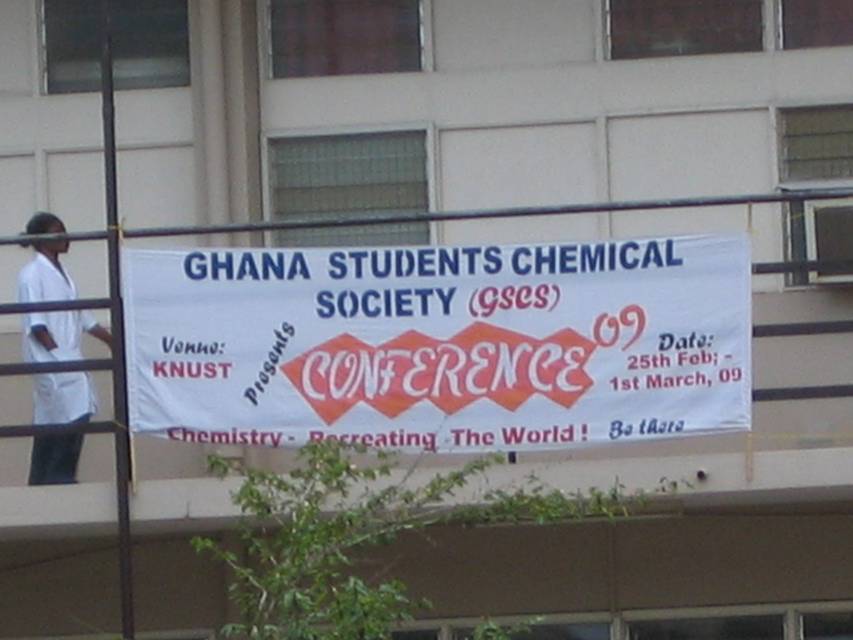 GHANA STUDENTS CHEMICAL
SOCIETY (GSCS)
Venue:
KNUST
Presents
CONFERENCE 09
Date:
25th Feb; -
1st March, 09
Chemistry - Recreating The World! Be there